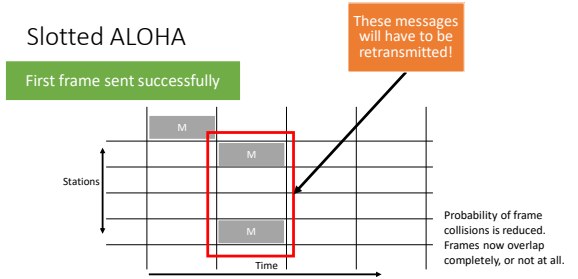 Slotted ALOHA
These messages
will have to be
retransmitted!
First frame sent successfully
M
M
Stations
M
Probability of frame
collisions is reduced.
Frames now overlap
completely, or not at all.
Time